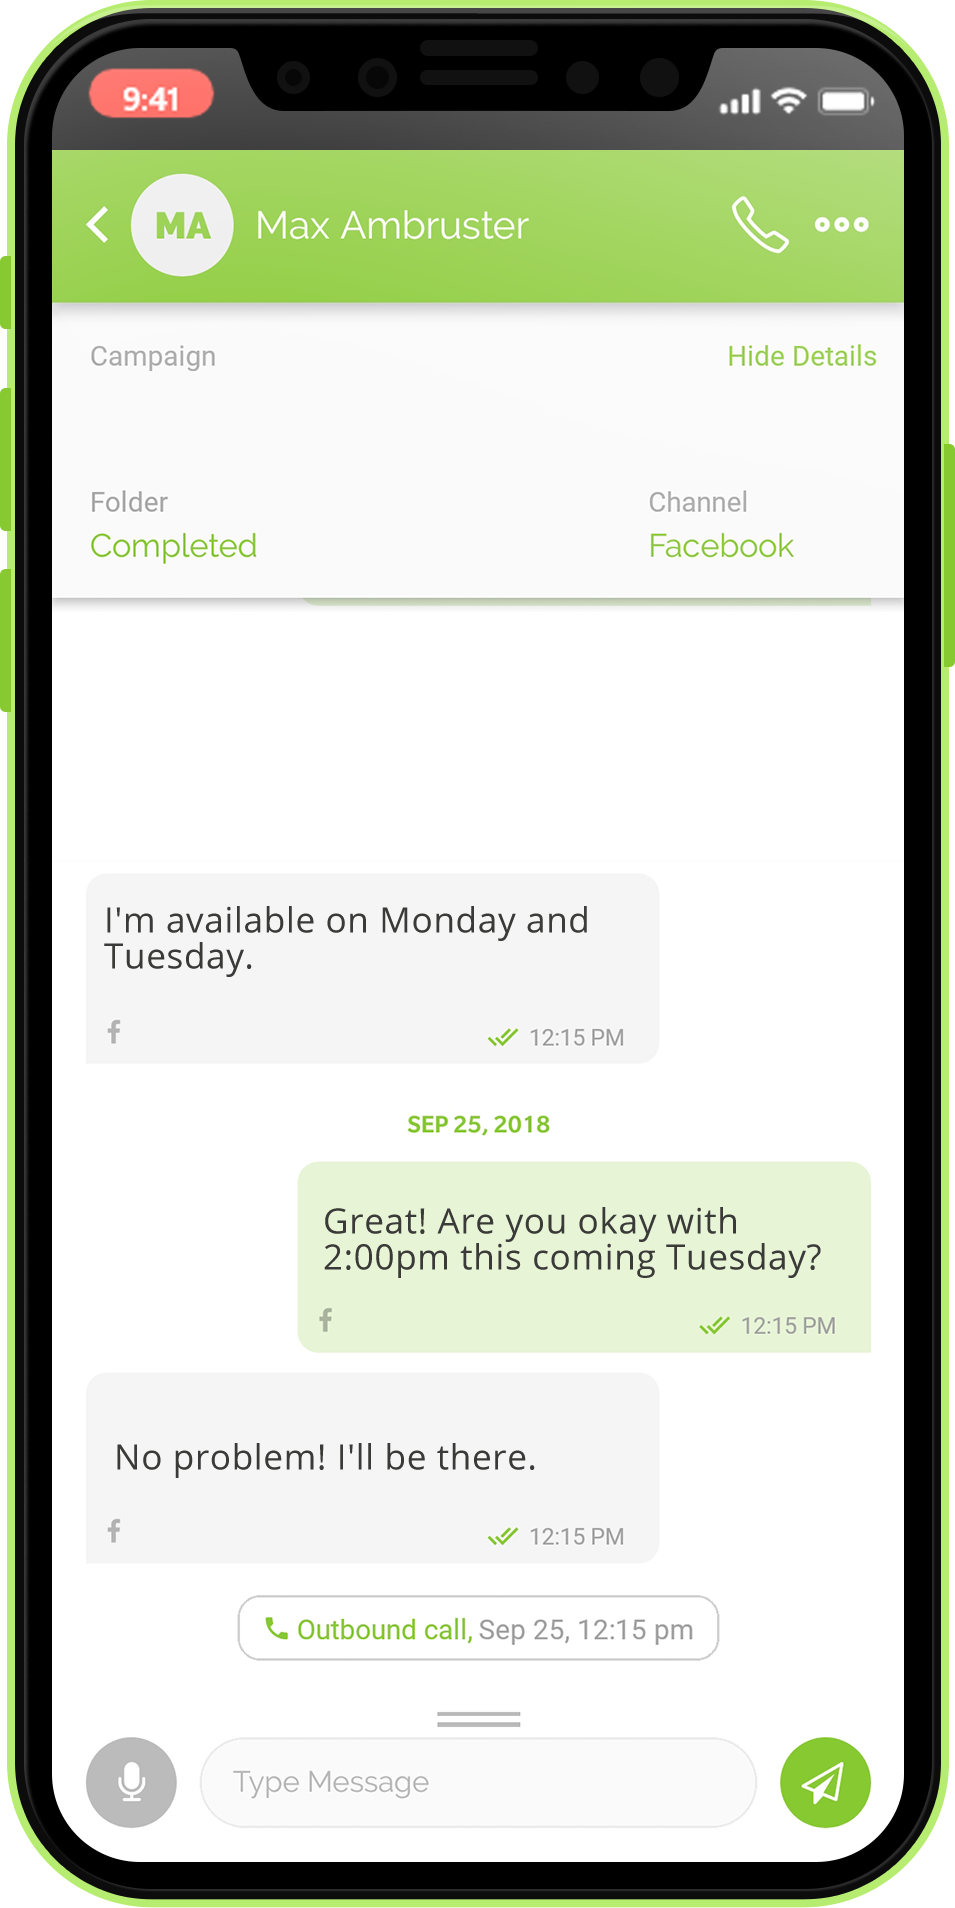 9:41
MA
Max Ambruster
Campaign
Hide Details
Folder
Channel
Completed
Facebook
I'm available on Monday and
Tuesday.
f
12:15 PM
SEP 25, 2018
Great! Are you okay with
2:00pm this coming Tuesday?
f
12:15 PM
No problem! I'll be there.
f
12:15 PM
Outbound call, Sep 25, 12:15 pm
Type Message